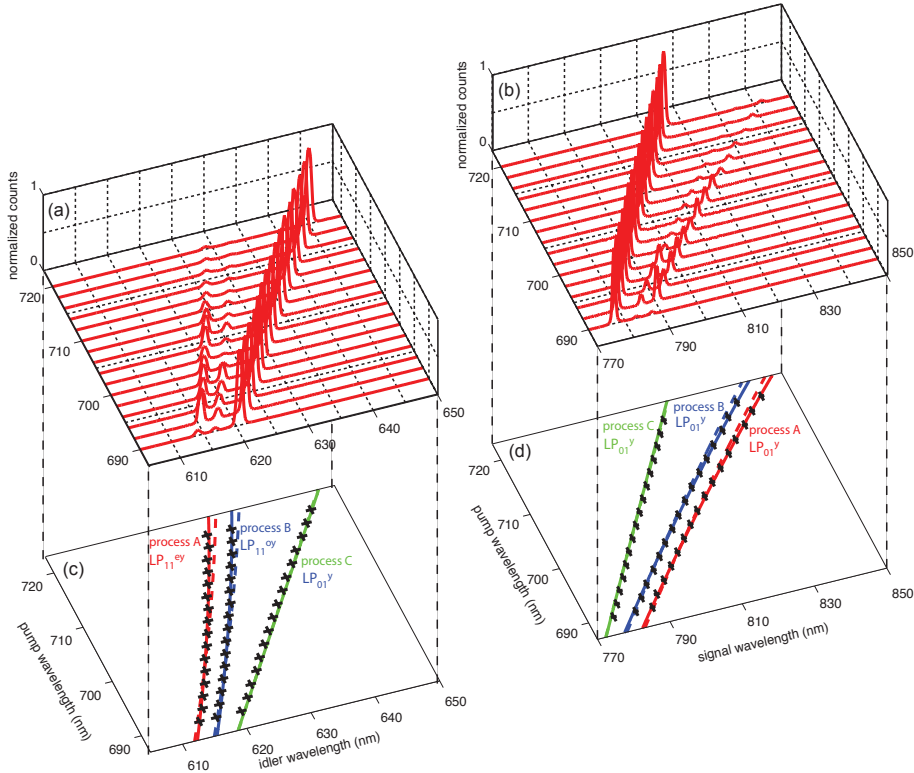 (a)
normalized counts
1
0
720
710
700
690
610
620
630
640
650
(b)
normalized counts
1
0
720
710
700
690
770
790
810
830
850
(c)
process A
LP11ey
process B
LP11oy
process C
LP01y
pump wavelength (nm)
720
710
700
690
610
620
630
640
650
idler wavelength (nm)
(d)
process C
LP01y
process B
LP01y
process A
LP01y
pump wavelength (nm)
720
710
700
690
770
790
810
830
850
signal wavelength (nm)